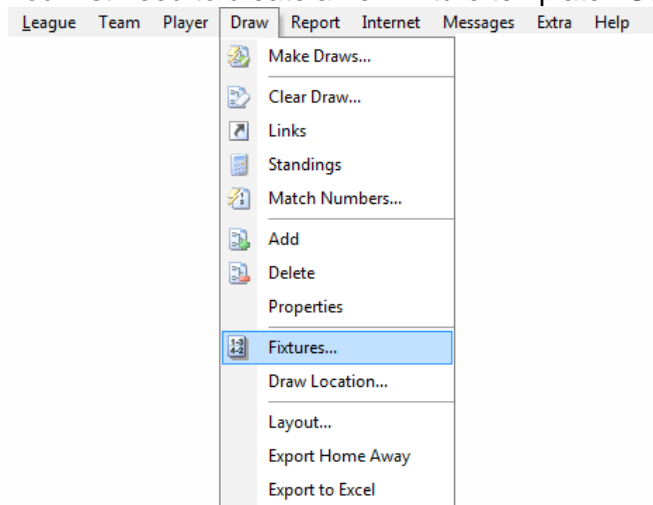 League Team Player Draw Report Internet Messages Extra Help
Make Draws...
Clear Draw...
Links
Standings
Match Numbers...
Add
Delete
Properties
Fixtures...
Draw Location...
Layout...
Export Home Away
Export to Excel